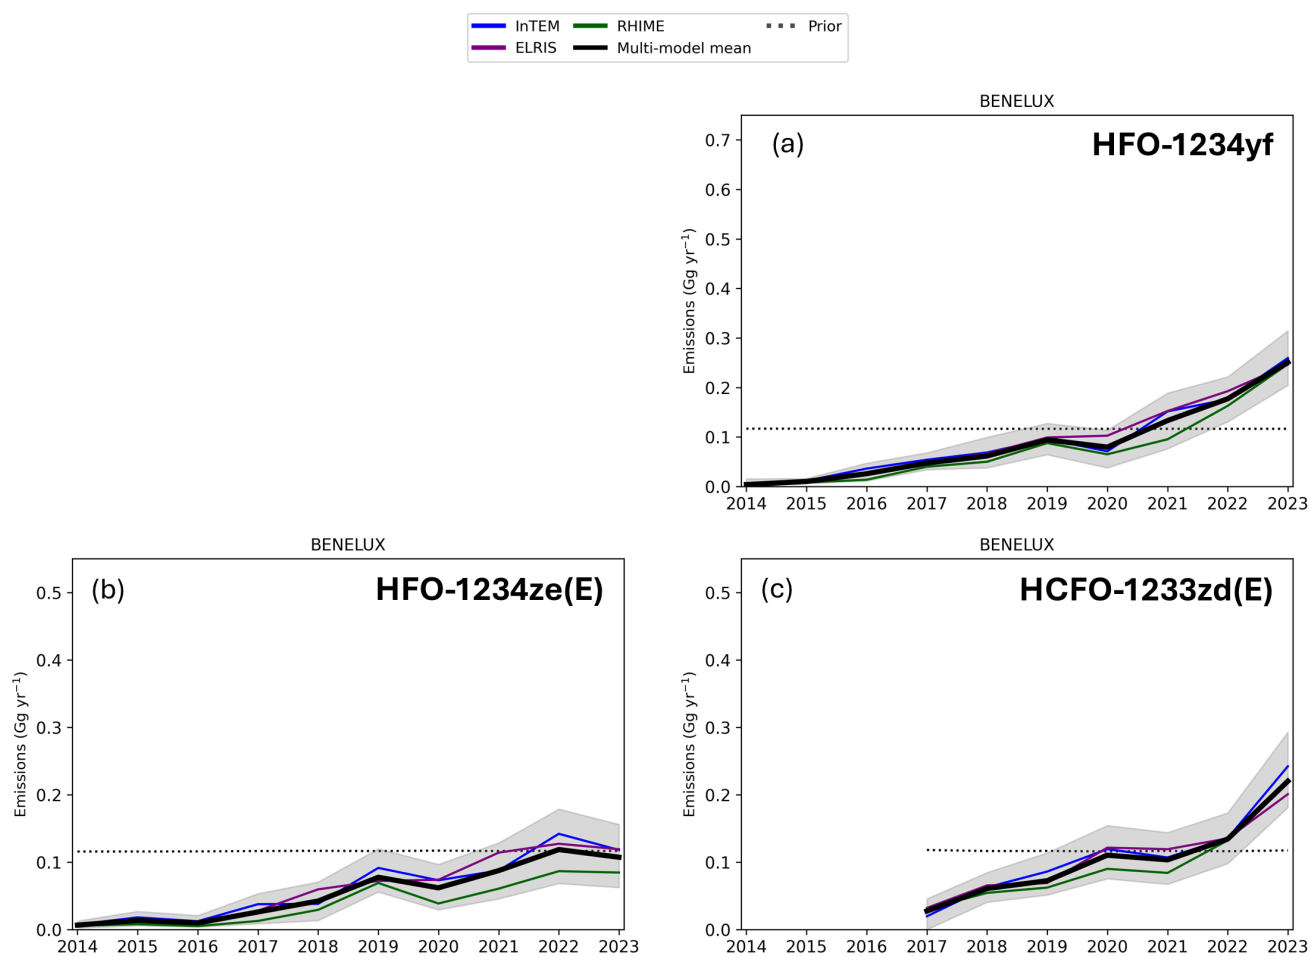 InTEM RHIME Prior
ELRIS Multi-model mean
BENELUX
(a) HFO-1234yf
Emissions (Gg yr⁻¹)
0.7
0.6
0.5
0.4
0.3
0.2
0.1
0.0
2014 2015 2016 2017 2018 2019 2020 2021 2022 2023
BENELUX
(b) HFO-1234ze(E)
Emissions (Gg yr⁻¹)
0.5
0.4
0.3
0.2
0.1
0.0
2014 2015 2016 2017 2018 2019 2020 2021 2022 2023
BENELUX
(c) HCFO-1233zd(E)
Emissions (Gg yr⁻¹)
0.5
0.4
0.3
0.2
0.1
0.0
2014 2015 2016 2017 2018 2019 2020 2021 2022 2023